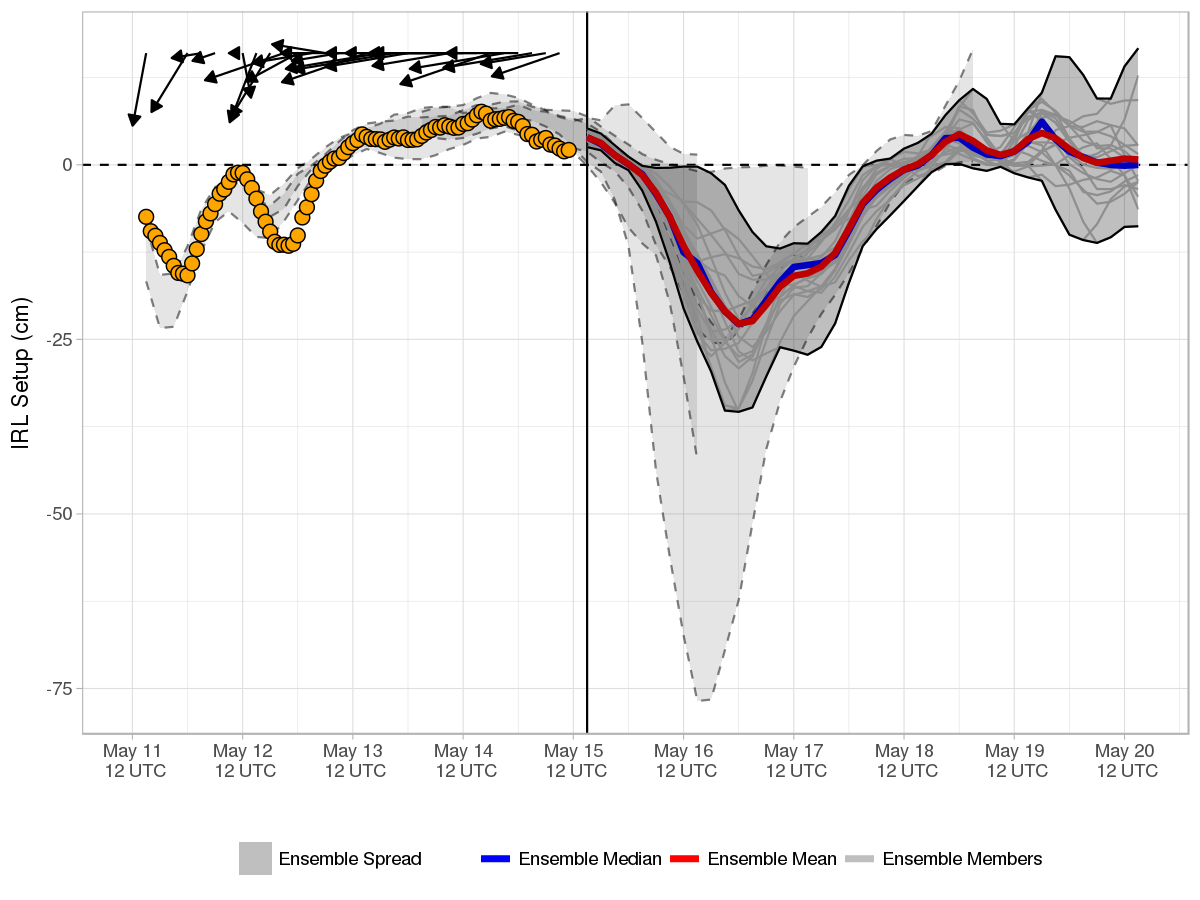 IRL Setup (cm)
0
-25
-50
-75
May 11 May 12 May 13 May 14 May 15 May 16 May 17 May 18 May 19 May 20
12 UTC 12 UTC 12 UTC 12 UTC 12 UTC 12 UTC 12 UTC 12 UTC 12 UTC 12 UTC
Ensemble Spread Ensemble Median Ensemble Mean Ensemble Members